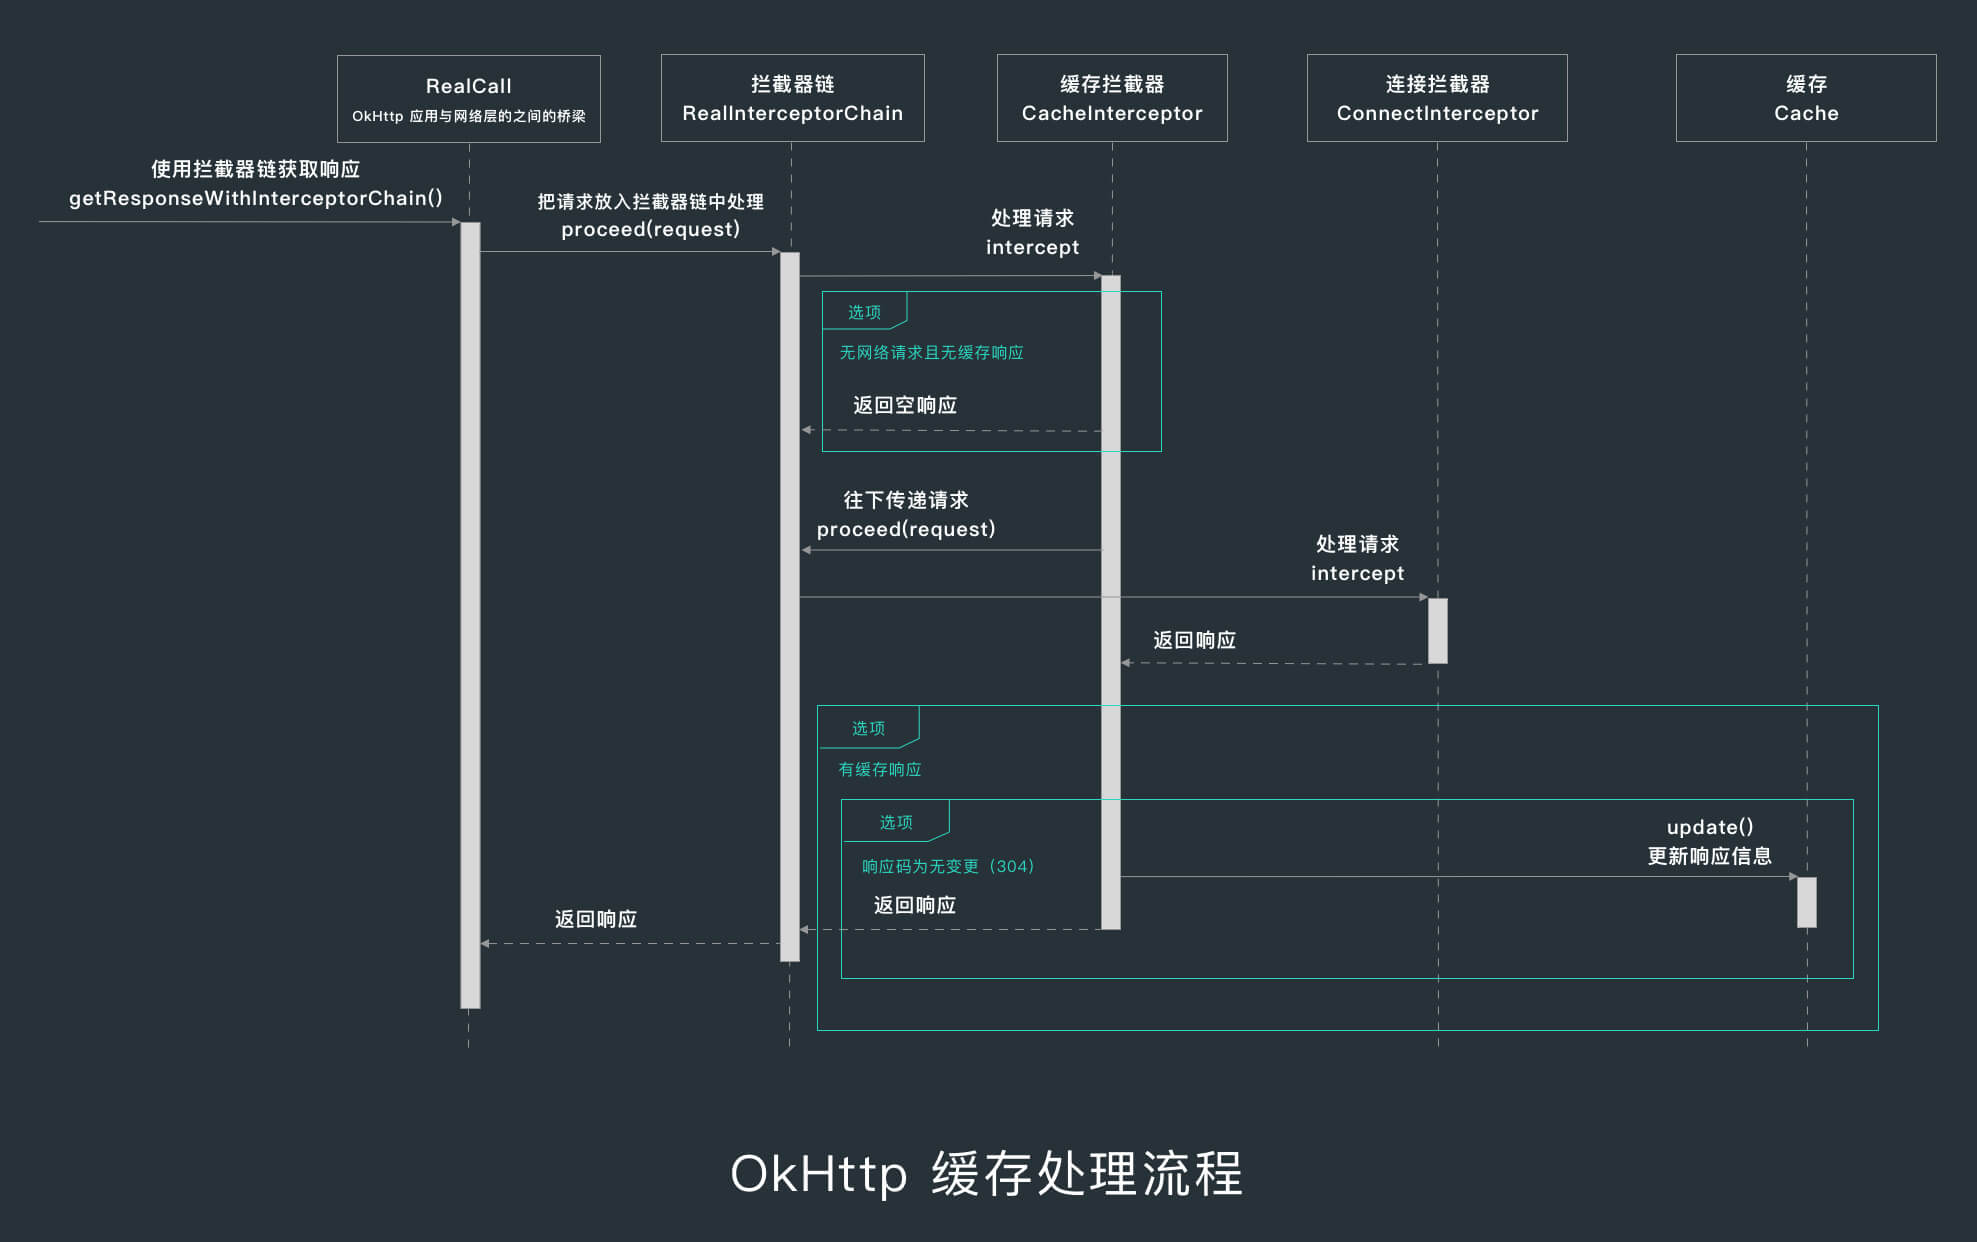 RealCall
OkHttp 应用与网络层的之间的桥梁
拦截器链
RealInterceptorChain
缓存拦截器
CacheInterceptor
连接拦截器
ConnectInterceptor
缓存
Cache
使用拦截器链获取响应
getResponseWithInterceptorChain()
把请求放入拦截器链中处理
proceed(request)
处理请求
intercept
选项
无网络请求且无缓存响应
返回空响应
往下传递请求
proceed(request)
处理请求
intercept
返回响应
选项
有缓存响应
选项
update()
更新响应信息
响应码为无变更（304）
返回响应
返回响应
OkHttp 缓存处理流程